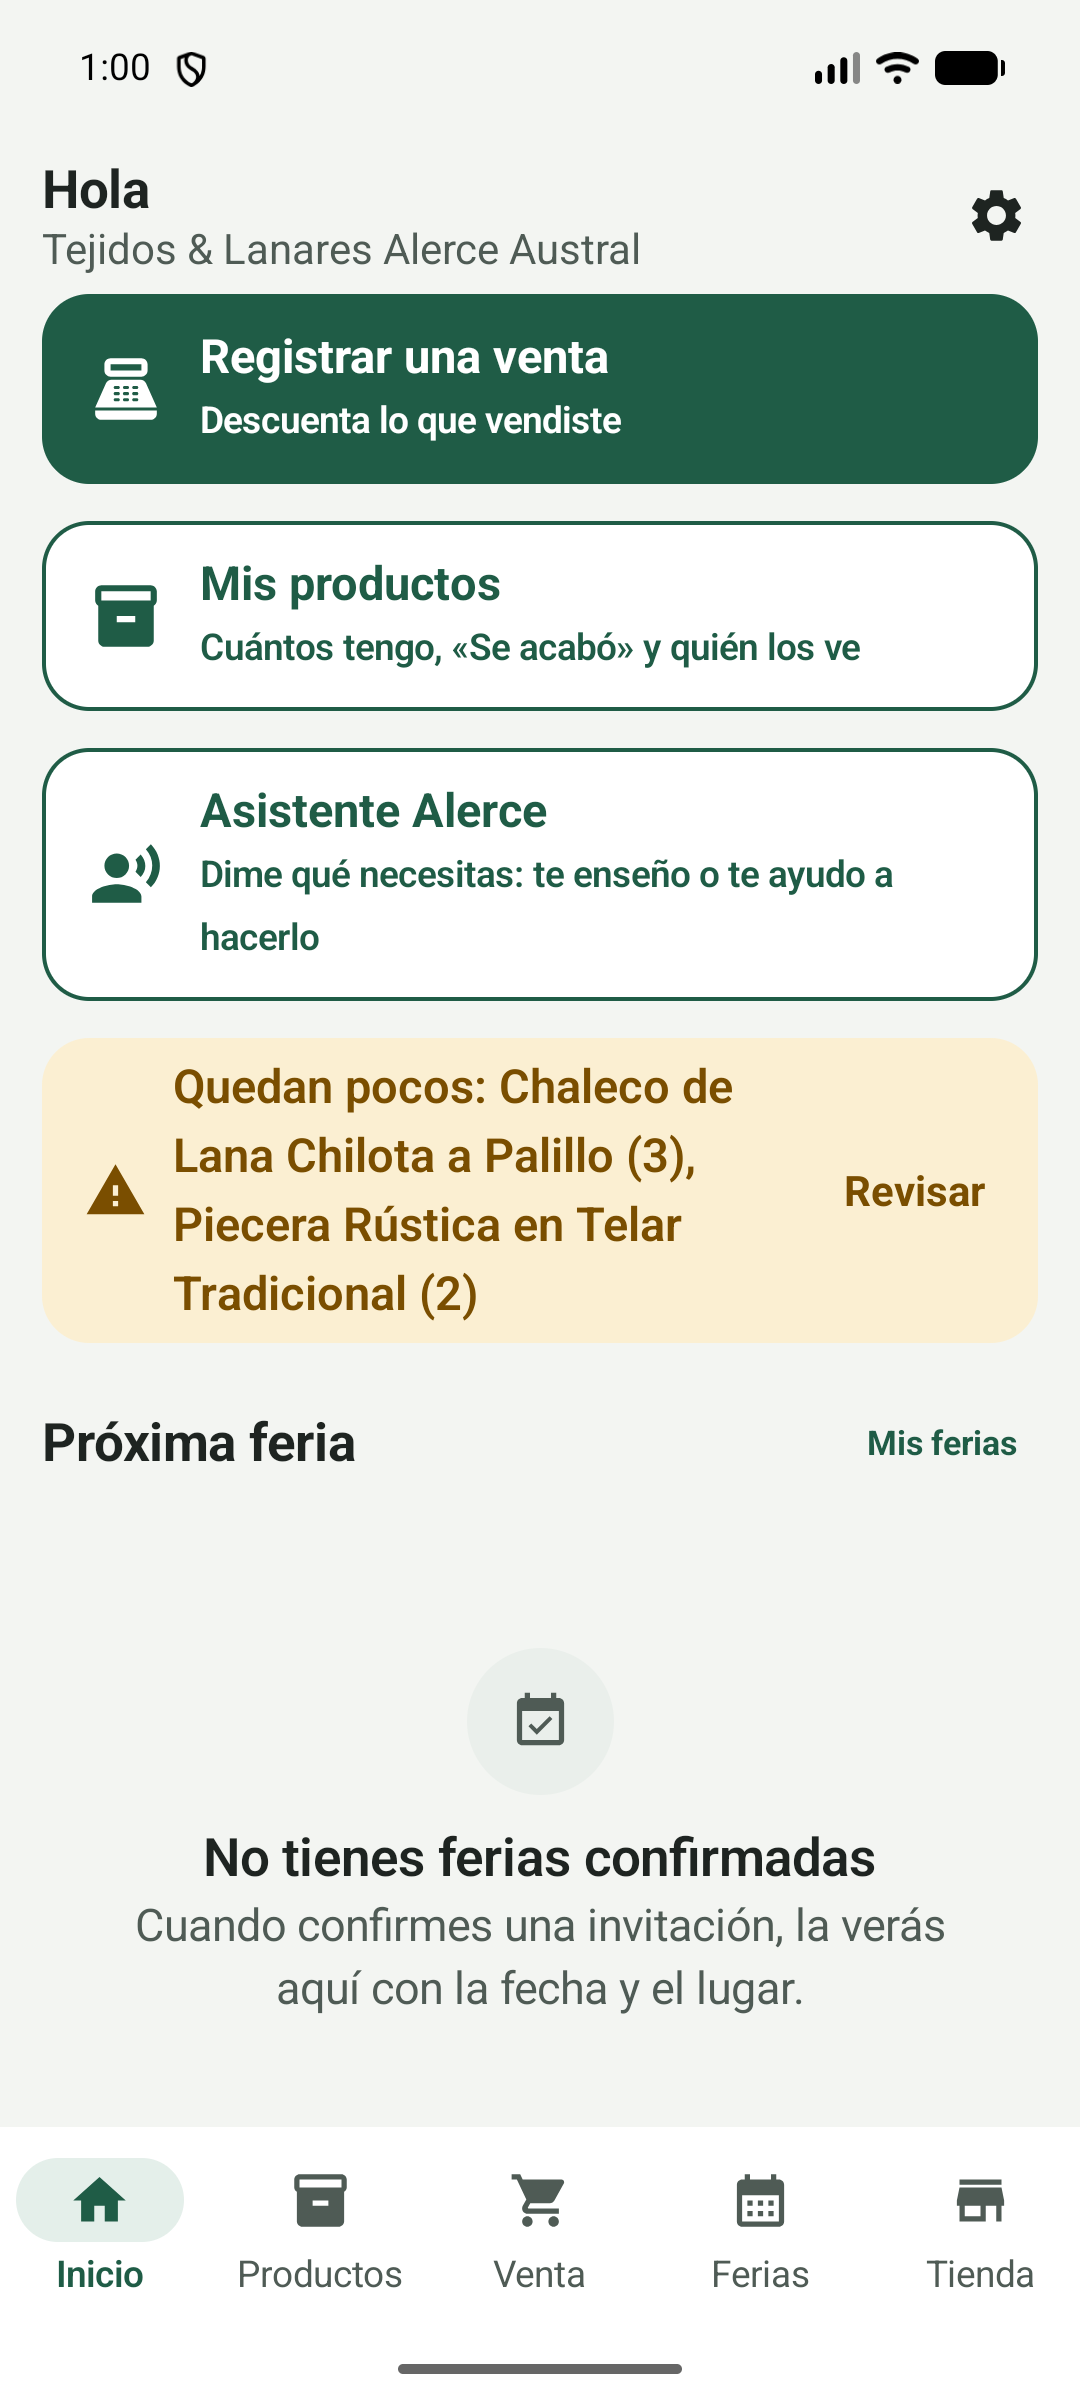 1:00
Hola
Tejidos & Lanares Alerce Austral
Registrar una venta
Descuenta lo que vendiste
Mis productos
Cuántos tengo, «Se acabó» y quién los ve
Asistente Alerce
Dime qué necesitas: te enseño o te ayudo a
hacerlo
Quedan pocos: Chaleco de
Lana Chilota a Palillo (3),
Piecera Rústica en Telar
Tradicional (2)
Revisar
Próxima feria
Mis ferias
No tienes ferias confirmadas
Cuando confirmes una invitación, la verás
aquí con la fecha y el lugar.
Inicio
Productos
Venta
Ferias
Tienda